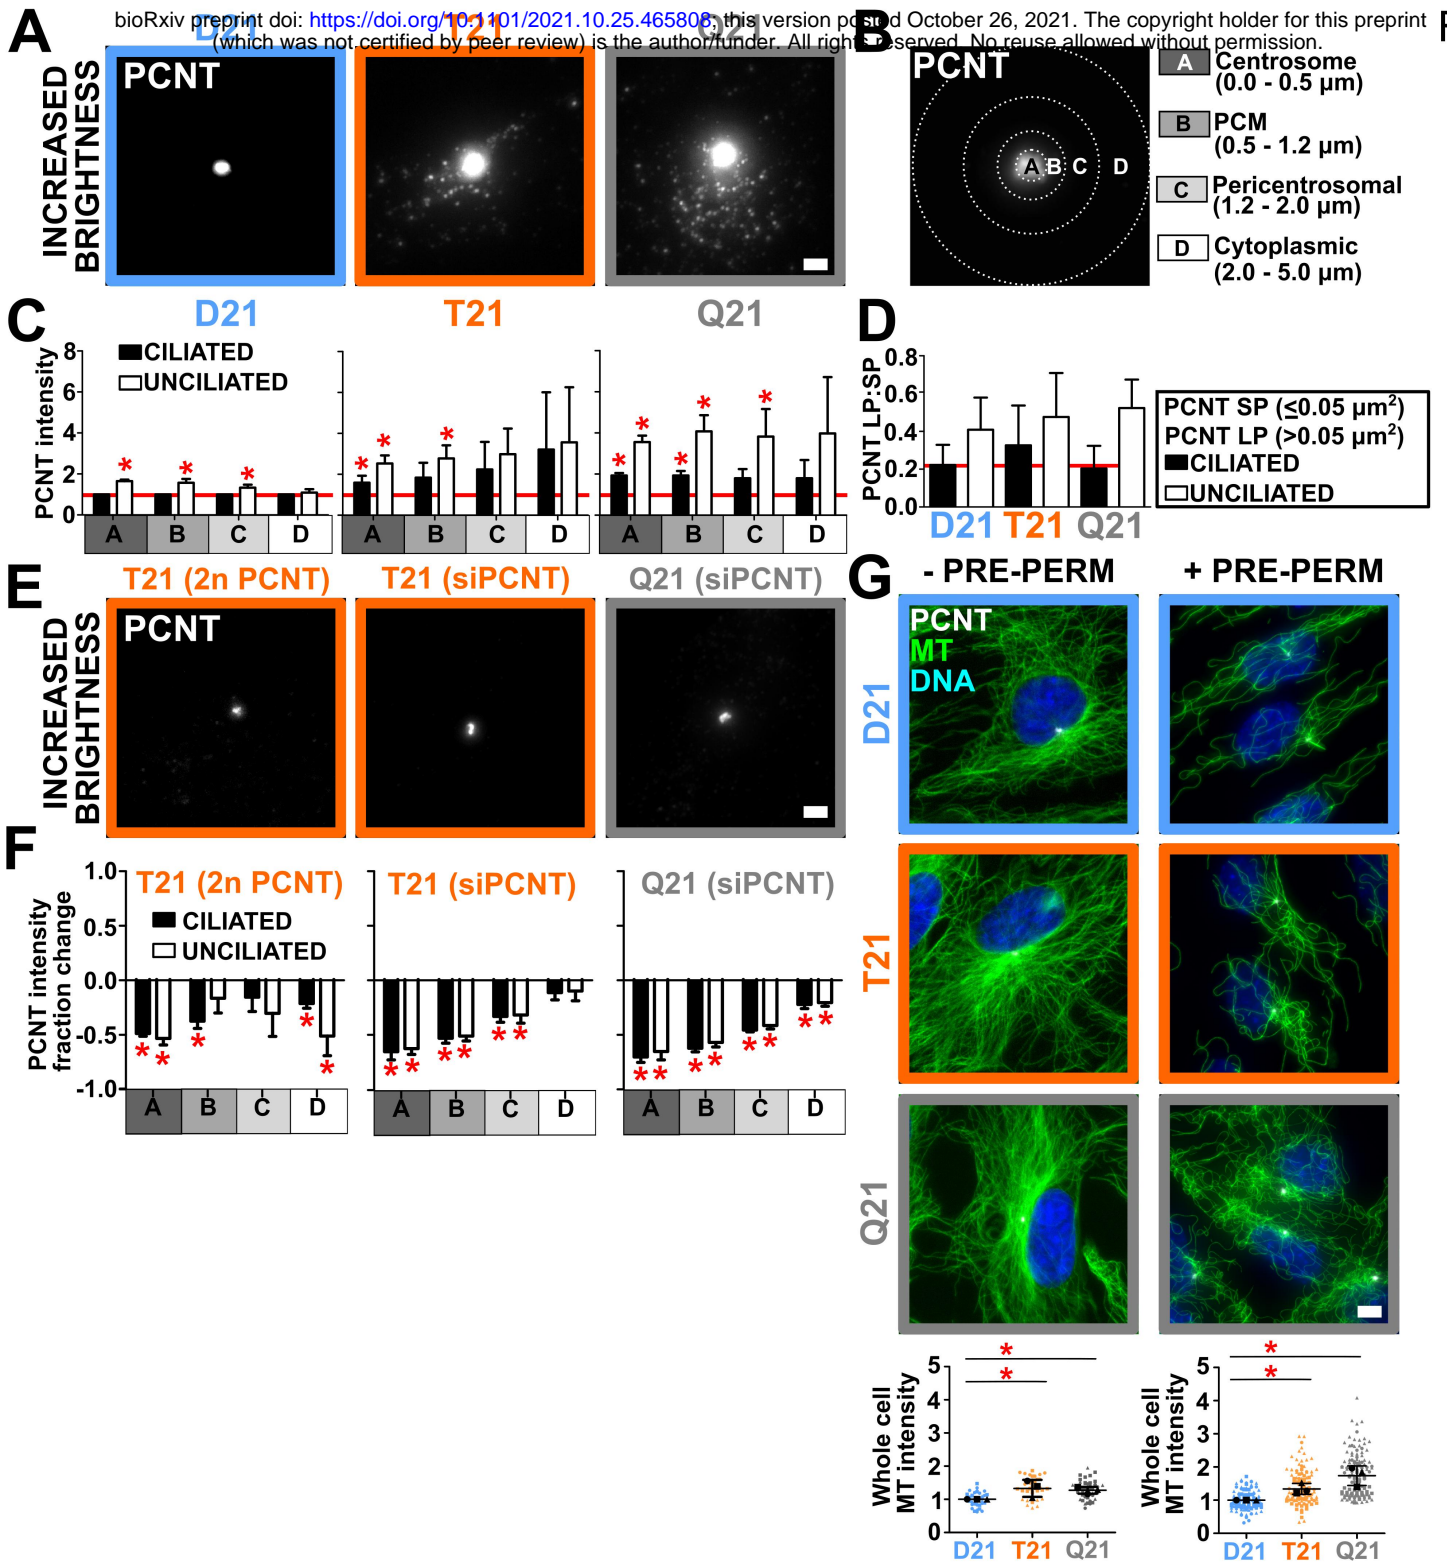 bioRxiv preprint doi: https://doi.org/10.1101/2021.10.25.465808; this version posted October 26, 2021. The copyright holder for this preprint
(which was not certified by peer review) is the author/funder. All rights reserved. No reuse allowed without permission.
A
D21 T21 Q21
INCREASED
BRIGHTNESS
PCNT
B
PCNT
A B C D
A Centrosome
(0.0 - 0.5 µm)
B PCM
(0.5 - 1.2 µm)
C Pericentrosomal
(1.2 - 2.0 µm)
D Cytoplasmic
(2.0 - 5.0 µm)
C
D21 T21 Q21
PCNT intensity
8
6
4
2
0
CILIATED
UNCILIATED
* * *
* * *
* * * * *
A B C D A B C D A B C D
D
PCNT LP:SP
0.8
0.6
0.4
0.2
0.0
D21 T21 Q21
PCNT SP (≤0.05 µm²)
PCNT LP (>0.05 µm²)
CILIATED
UNCILIATED
E
T21 (2n PCNT) T21 (siPCNT) Q21 (siPCNT)
INCREASED
BRIGHTNESS
PCNT
F
PCNT intensity
fraction change
1.0
0.5
0.0
-0.5
-1.0
T21 (2n PCNT) T21 (siPCNT) Q21 (siPCNT)
CILIATED
UNCILIATED
* * * * *
* * * * * *
* * * * * * * *
A B C D A B C D A B C D
G
- PRE-PERM + PRE-PERM
PCNT
MT
DNA
D21
T21
Q21
Whole cell
MT intensity
5
4
3
2
1
0
*
*
D21 T21 Q21
Whole cell
MT intensity
5
4
3
2
1
0
*
*
D21 T21 Q21